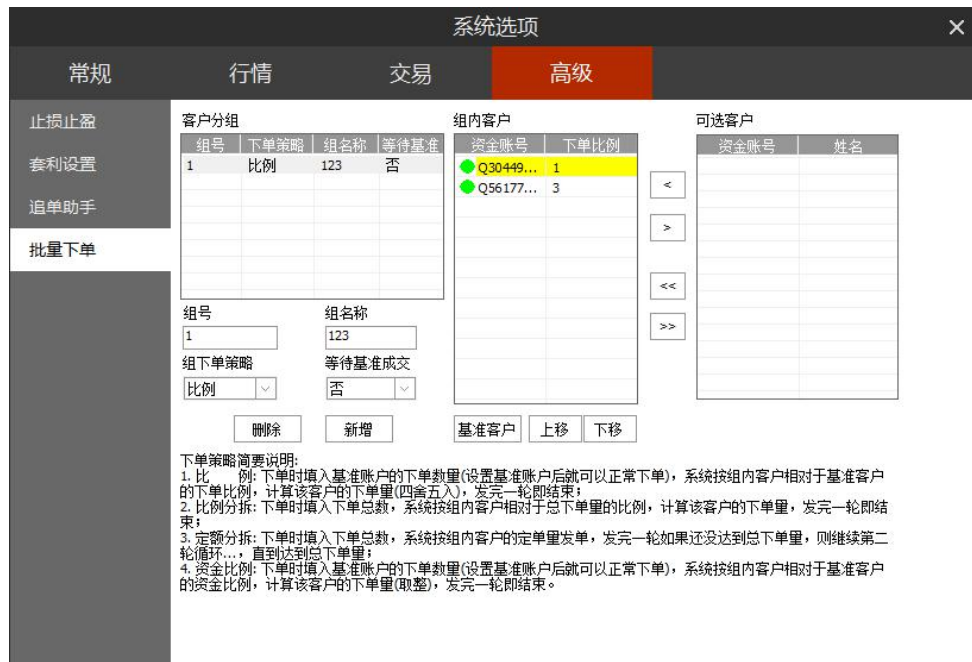 系统选项
常规 行情 交易 高级
止损止盈
套利设置
追单助手
批量下单
客户分组
组号 下单策略 组名称 等待基准
1 比例 123 否
组内客户
资金账号 下单比例
Q30449... 1
Q56177... 3
<
>
<<
>>
可选客户
资金账号 姓名
组号 组名称
1 123
组下单策略 等待基准成交
比例 否
删除 新增 基准客户 上移 下移
下单策略简要说明:
1. 比 例: 下单时填入基准账户的下单数量(设置基准账户后就可以正常下单)，系统按组内客户相对于基准客户
的下单比例，计算该客户的下单量(四舍五入)，发完一轮即结束；
2. 比例分拆: 下单时填入下单总数，系统按组内客户相对于总下单量的比例，计算该客户的下单量，发完一轮即结
束；
3. 定额分拆: 下单时填入下单总数，系统按组内客户的定单量发单，发完一轮如果还没达到总下单量，则继续第二
轮循环...，直到达到总下单量；
4. 资金比例: 下单时填入基准账户的下单数量(设置基准账户后就可以正常下单)，系统按组内客户相对于基准客户
的资金比例，计算该客户的下单量(取整)，发完一轮即结束。